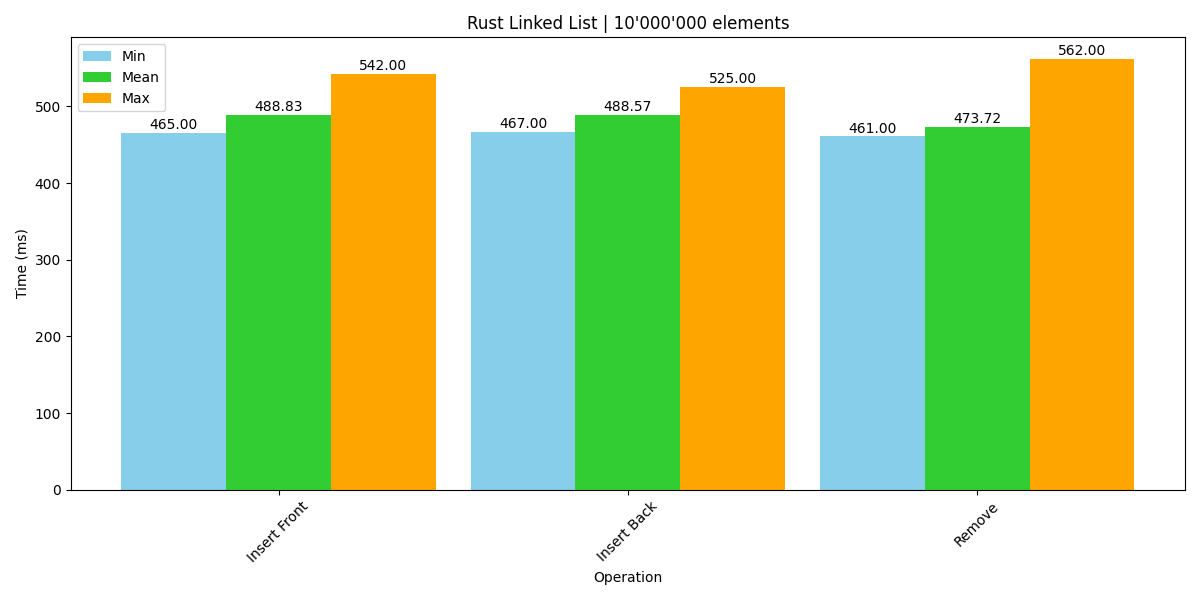 Rust Linked List | 10'000'000 elements
Min
Mean
Max
465.00
488.83
542.00
467.00
488.57
525.00
461.00
473.72
562.00
Time (ms)
500
400
300
200
100
0
Insert Front
Insert Back
Remove
Operation